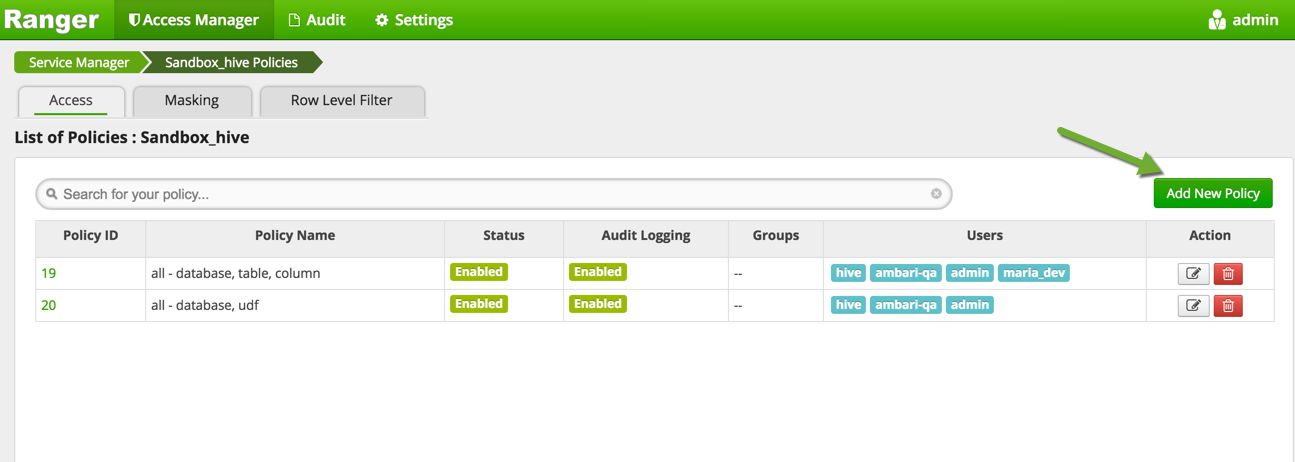 Ranger Access Manager Audit Settings admin
Service Manager Sandbox_hive Policies
Access Masking Row Level Filter
List of Policies : Sandbox_hive
Search for your policy... Add New Policy
Policy ID Policy Name Status Audit Logging Groups Users Action
19 all - database, table, column Enabled Enabled -- hive ambari-qa admin maria_dev
20 all - database, udf Enabled Enabled -- hive ambari-qa admin